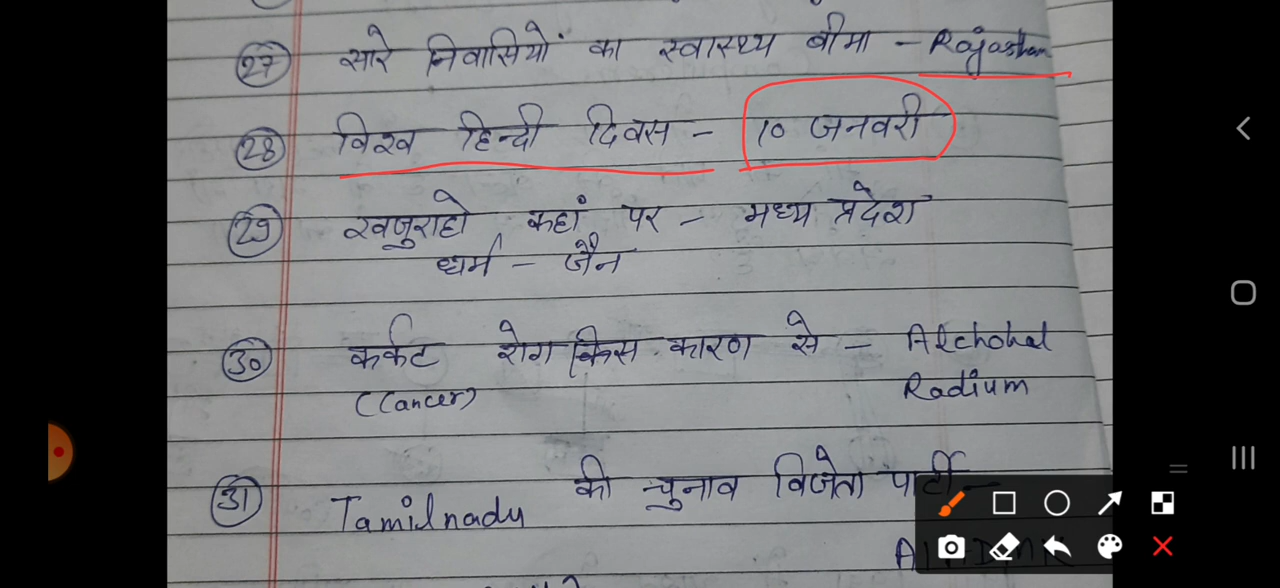 27 सारे निवासियों का स्वास्थ्य बीमा - Rajasthan
28 विश्व हिन्दी दिवस - 10 जनवरी
29 खजुराहो कहां पर - मध्य प्रदेश
धर्म - जैन
30 कर्कट रोग किस कारण से - Alchohal
(Cancer) Radium
31 Tamilnadu की चुनाव विजेता पार्टी -